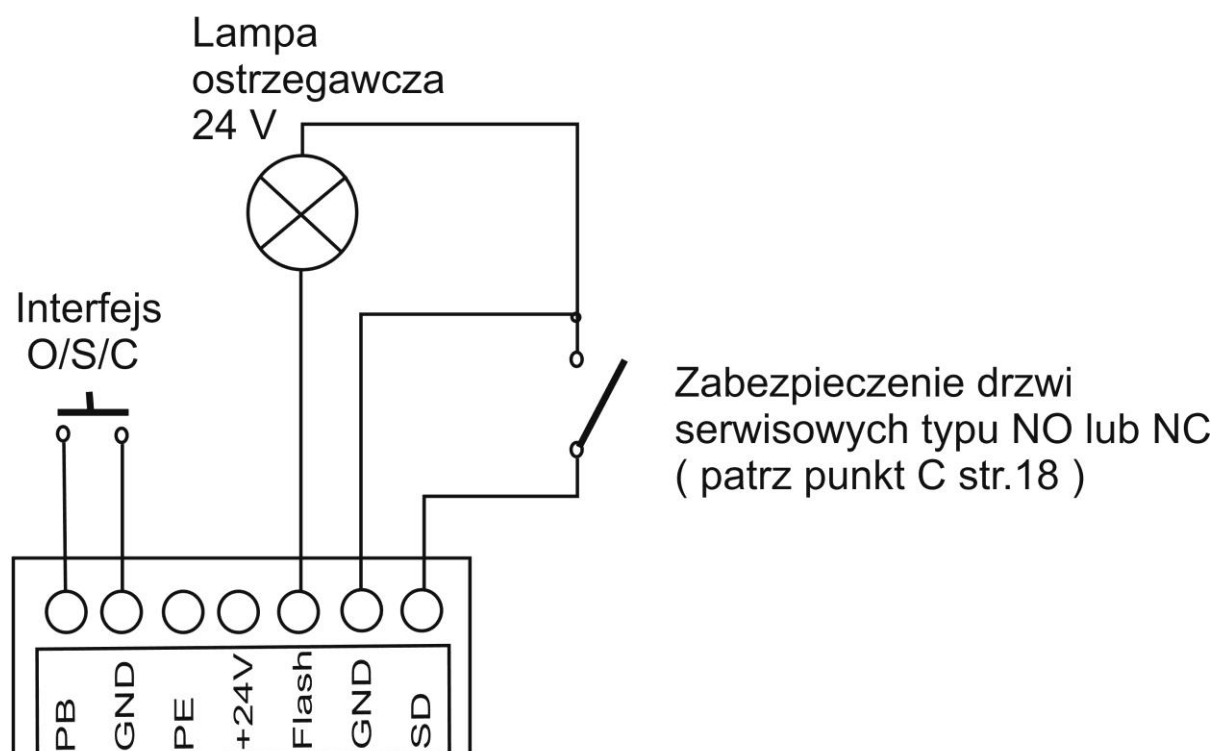 Lampa
ostrzegawcza
24 V
Interfejs
O/S/C
Zabezpieczenie drzwi
serwisowych typu NO lub NC
( patrz punkt C str.18 )
PB
GND
PE
+24V
Flash
GND
SD